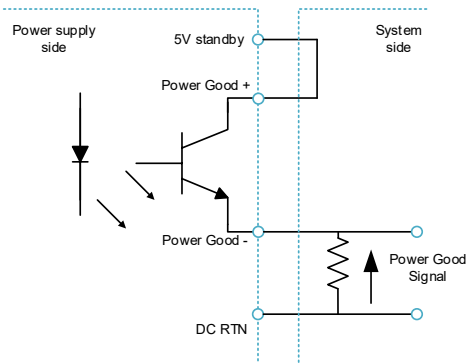 Power supply
side
5V standby
System
side
Power Good +
Power Good -
Power Good
Signal
DC RTN